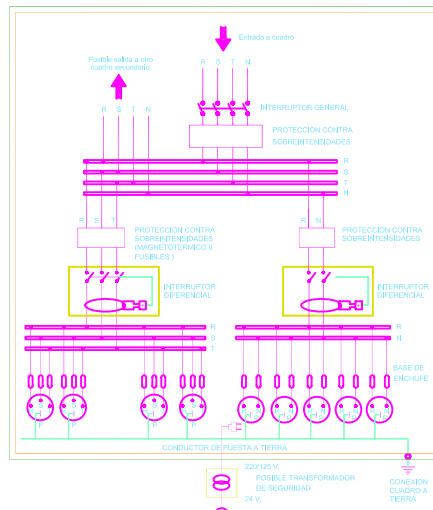 Entrada a cuadro
Posible salida a otro
cuadro secundario
R S T N
R S T N
INTERRUPTOR GENERAL
PROTECCION CONTRA
SOBREINTENSIDADES
R
S
T
N
R S T
R N
PROTECCION CONTRA
SOBREINTENSIDADES
(MAGNETOTERMICO 0
FUSIBLES )
PROTECCION CONTRA
SOBREINTENSIDADES
INTERRUPTOR
DIFERENCIAL
INTERRUPTOR
DIFERENCIAL
R
S
T
R
N
BASE DE
ENCHUFE
CONDUCTOR DE PUESTA A TIERRA
220/125 V,
POSIBLE TRANSFORMADOR
DE SEGURIDAD
24 V,
CONEXION
CUADRO A
TIERRA